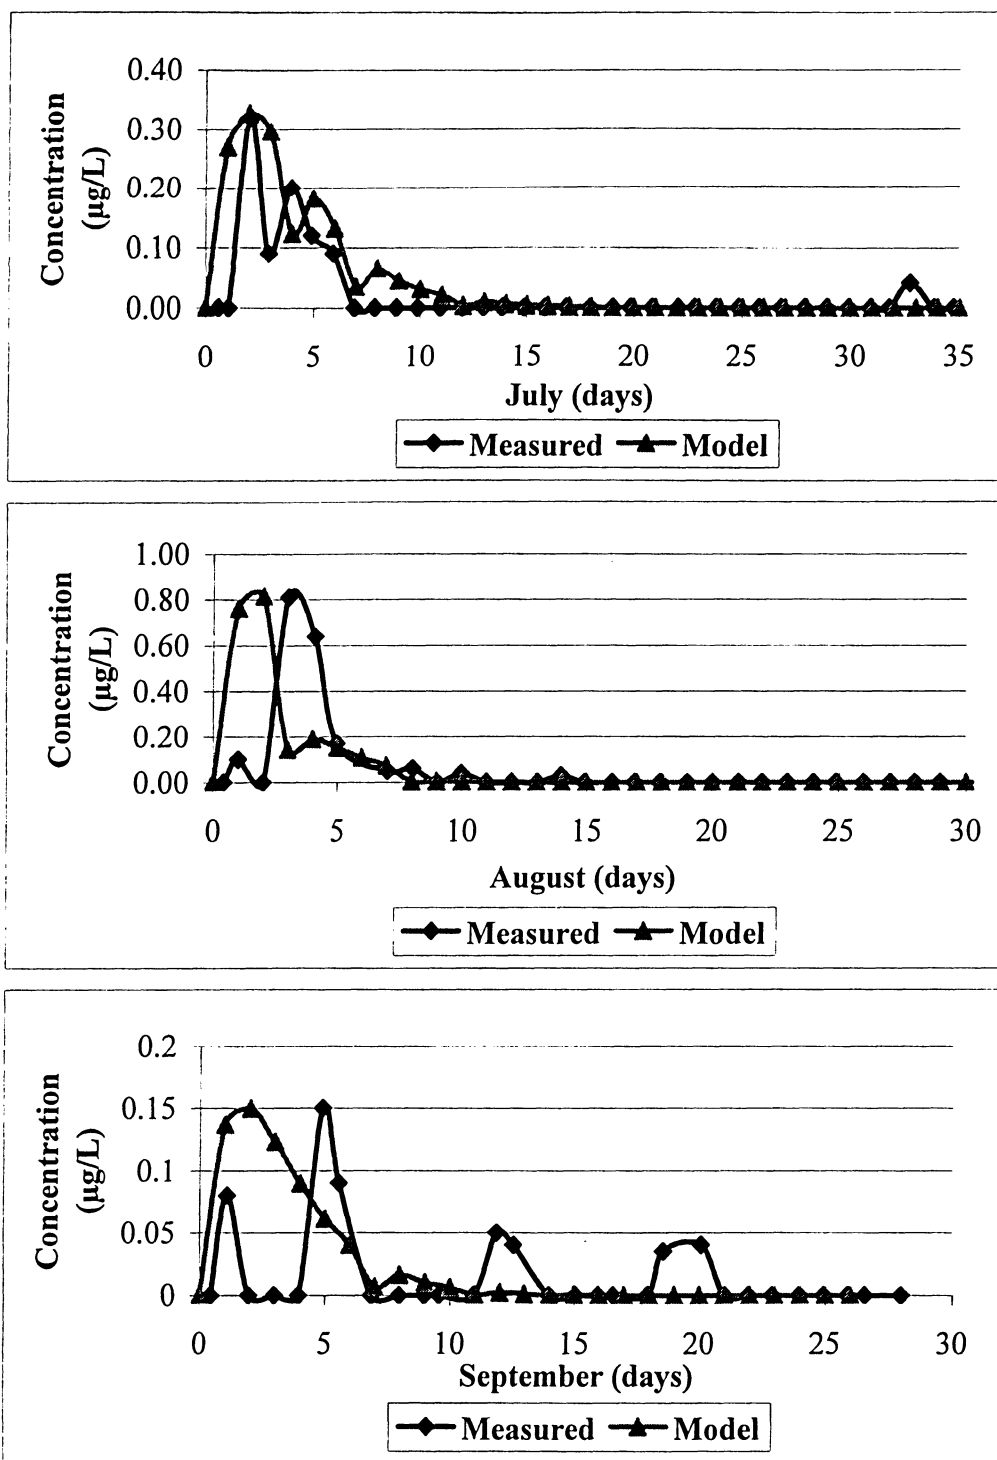 0.40
0.30
0.20
0.10
0.00
Concentration
(µg/L)
0 5 10 15 20 25 30 35
July (days)
Measured Model
1.00
0.80
0.60
0.40
0.20
0.00
Concentration
(µg/L)
0 5 10 15 20 25 30
August (days)
Measured Model
0.2
0.15
0.1
0.05
0
Concentration
(µg/L)
0 5 10 15 20 25 30
September (days)
Measured Model